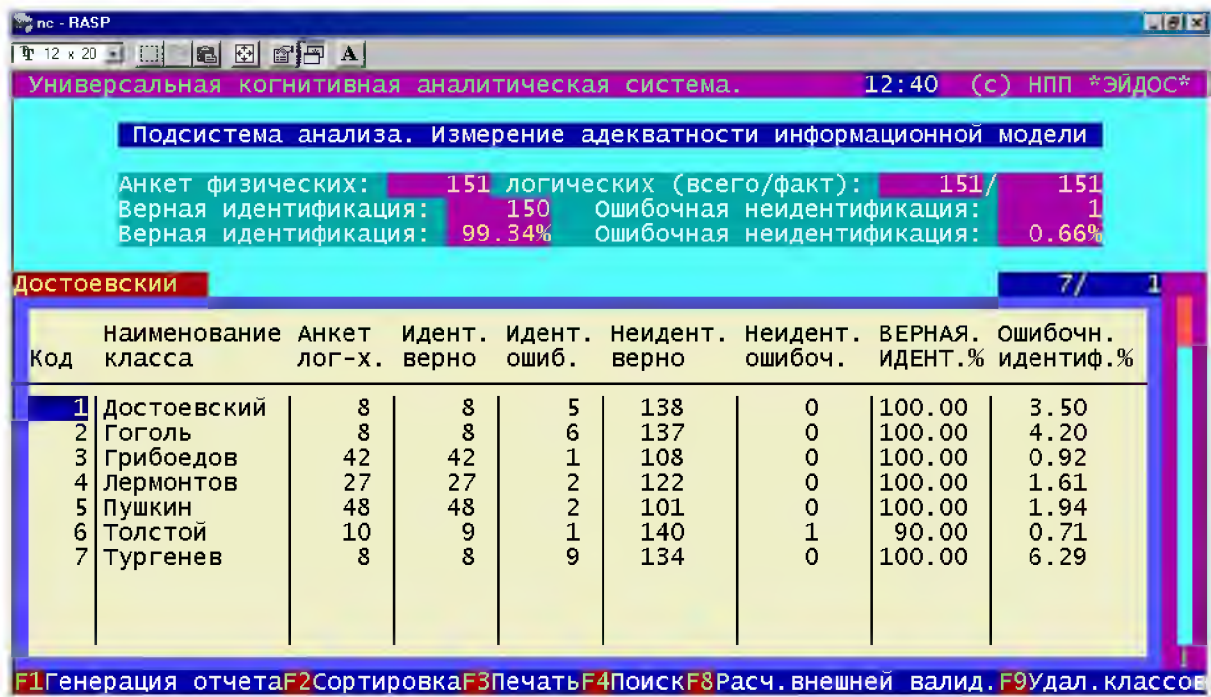 nc - RASP
12 x 20 A
Универсальная когнитивная аналитическая система. 12:40 (с) НПП *ЭЙДОС*
Подсистема анализа. Измерение адекватности информационной модели
Анкет физических: 151 логических (всего/факт): 151/ 151
Верная идентификация: 150 Ошибочная неидентификация: 1
Верная идентификация: 99.34% Ошибочная неидентификация: 0.66%
Достоевский 7/ 1
Наименование Анкет Идент. Идент. Неидент. Неидент. ВЕРНАЯ. Ошибочн.
Код класса лог-х. верно ошиб. верно ошибоч. ИДЕНТ.% идентиф.%
1 Достоевский 8 8 5 138 0 100.00 3.50
2 Гоголь 8 8 6 137 0 100.00 4.20
3 Грибоедов 42 42 1 108 0 100.00 0.92
4 Лермонтов 27 27 2 122 0 100.00 1.61
5 Пушкин 48 48 2 101 0 100.00 1.94
6 Толстой 10 9 1 140 1 90.00 0.71
7 Тургенев 8 8 9 134 0 100.00 6.29
F1Генерация отчетаF2СортировкаF3ПечатьF4ПоискF8Расч.внешней валид.F9Удал.классов